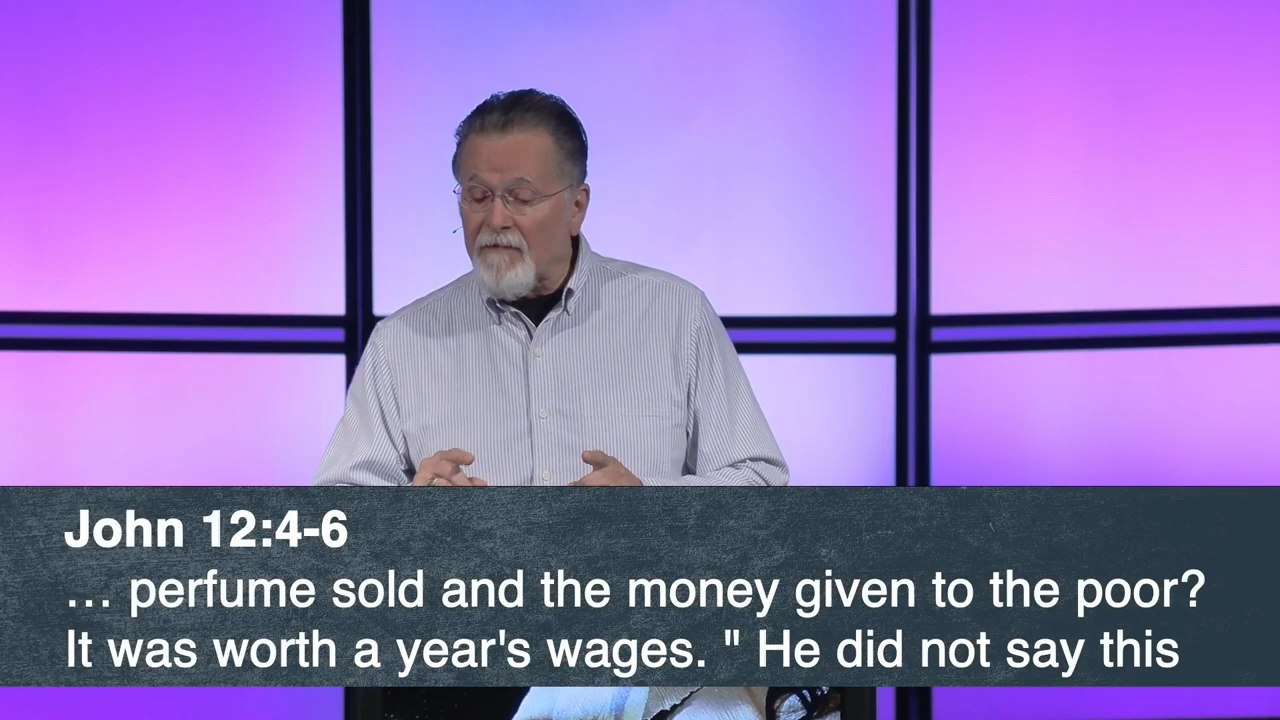 John 12:4-6
… perfume sold and the money given to the poor?
It was worth a year's wages. " He did not say this